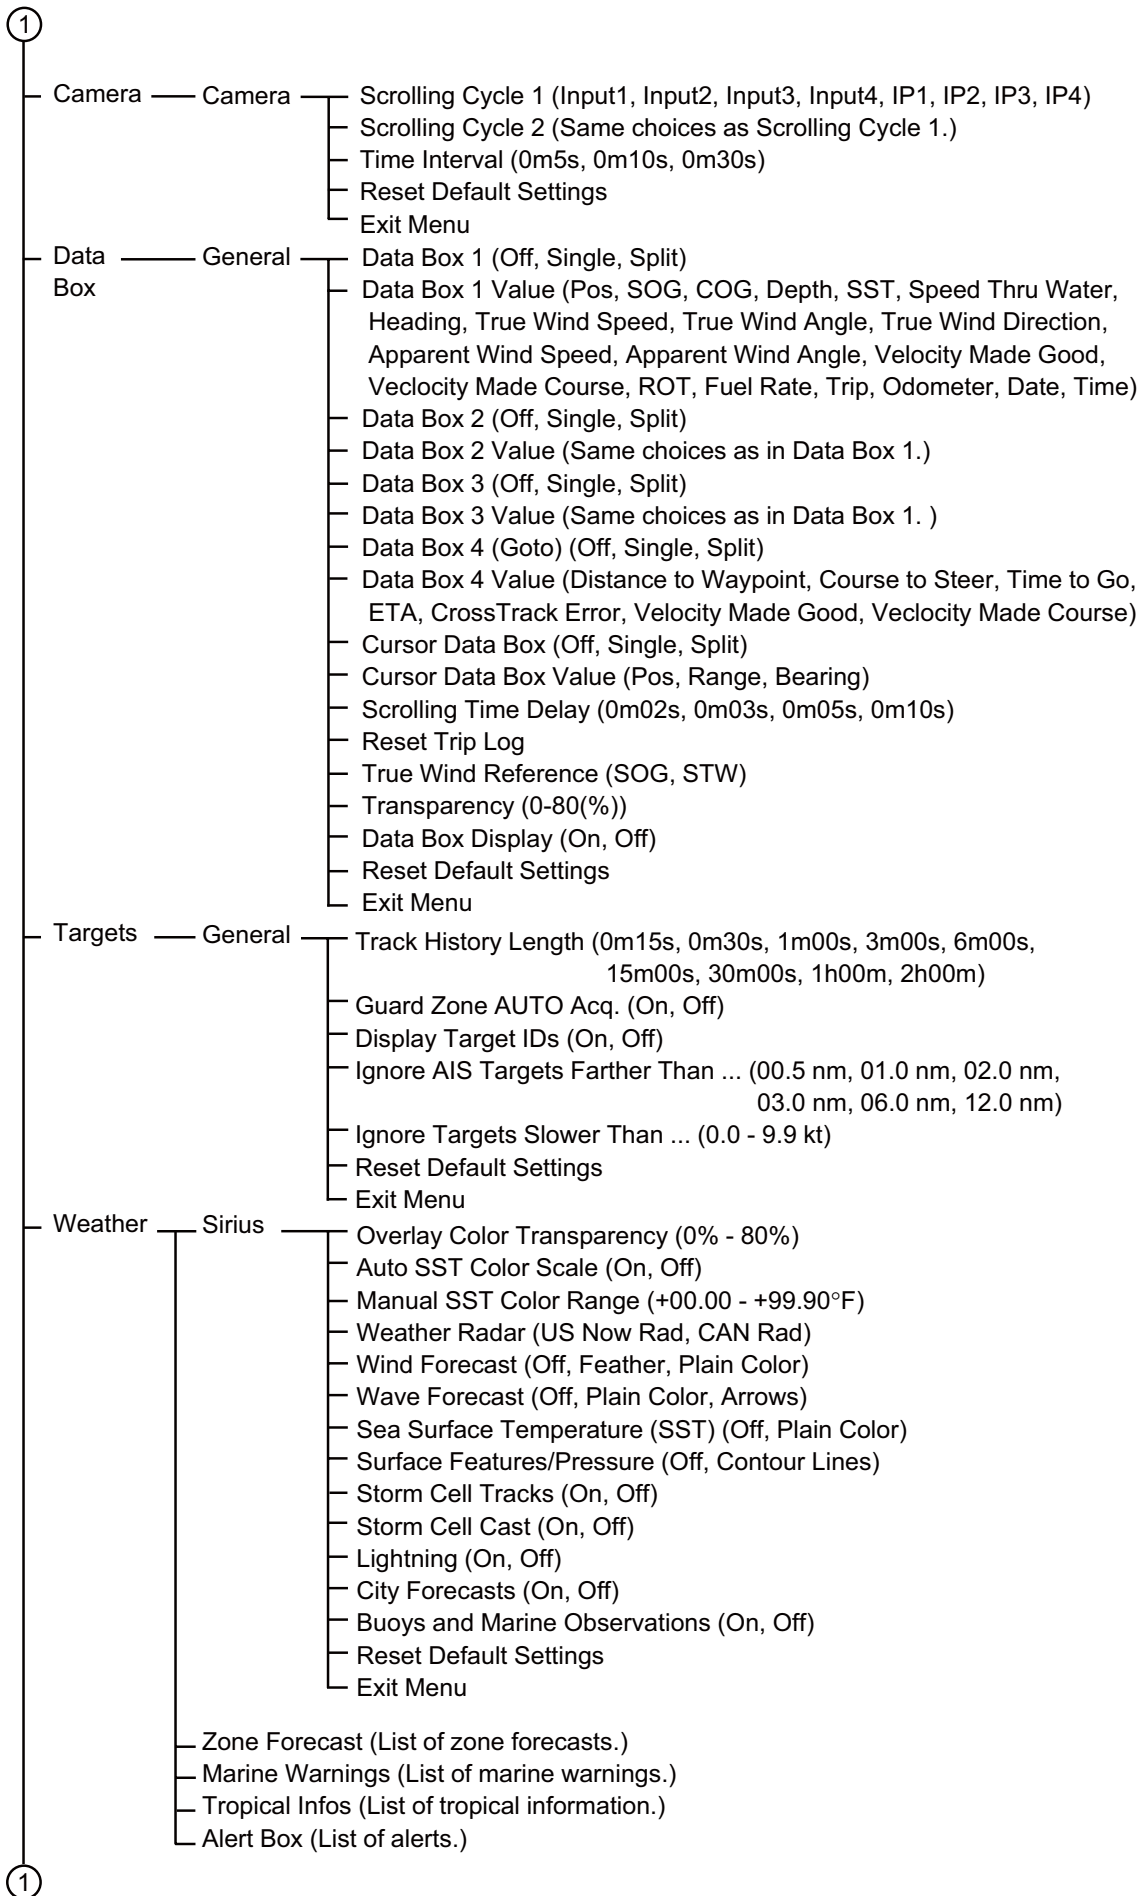 1
Camera Camera Scrolling Cycle 1 (Input1, Input2, Input3, Input4, IP1, IP2, IP3, IP4)
Scrolling Cycle 2 (Same choices as Scrolling Cycle 1.)
Time Interval (0m5s, 0m10s, 0m30s)
Reset Default Settings
Exit Menu
Data Box General Data Box 1 (Off, Single, Split)
Data Box 1 Value (Pos, SOG, COG, Depth, SST, Speed Thru Water,
Heading, True Wind Speed, True Wind Angle, True Wind Direction,
Apparent Wind Speed, Apparent Wind Angle, Velocity Made Good,
Veclocity Made Course, ROT, Fuel Rate, Trip, Odometer, Date, Time)
Data Box 2 (Off, Single, Split)
Data Box 2 Value (Same choices as in Data Box 1.)
Data Box 3 (Off, Single, Split)
Data Box 3 Value (Same choices as in Data Box 1. )
Data Box 4 (Goto) (Off, Single, Split)
Data Box 4 Value (Distance to Waypoint, Course to Steer, Time to Go,
ETA, CrossTrack Error, Velocity Made Good, Veclocity Made Course)
Cursor Data Box (Off, Single, Split)
Cursor Data Box Value (Pos, Range, Bearing)
Scrolling Time Delay (0m02s, 0m03s, 0m05s, 0m10s)
Reset Trip Log
True Wind Reference (SOG, STW)
Transparency (0-80(%))
Data Box Display (On, Off)
Reset Default Settings
Exit Menu
Targets General Track History Length (0m15s, 0m30s, 1m00s, 3m00s, 6m00s,
15m00s, 30m00s, 1h00m, 2h00m)
Guard Zone AUTO Acq. (On, Off)
Display Target IDs (On, Off)
Ignore AIS Targets Farther Than ... (00.5 nm, 01.0 nm, 02.0 nm,
03.0 nm, 06.0 nm, 12.0 nm)
Ignore Targets Slower Than ... (0.0 - 9.9 kt)
Reset Default Settings
Exit Menu
Weather Sirius Overlay Color Transparency (0% - 80%)
Auto SST Color Scale (On, Off)
Manual SST Color Range (+00.00 - +99.90°F)
Weather Radar (US Now Rad, CAN Rad)
Wind Forecast (Off, Feather, Plain Color)
Wave Forecast (Off, Plain Color, Arrows)
Sea Surface Temperature (SST) (Off, Plain Color)
Surface Features/Pressure (Off, Contour Lines)
Storm Cell Tracks (On, Off)
Storm Cell Cast (On, Off)
Lightning (On, Off)
City Forecasts (On, Off)
Buoys and Marine Observations (On, Off)
Reset Default Settings
Exit Menu
Zone Forecast (List of zone forecasts.)
Marine Warnings (List of marine warnings.)
Tropical Infos (List of tropical information.)
Alert Box (List of alerts.)
1